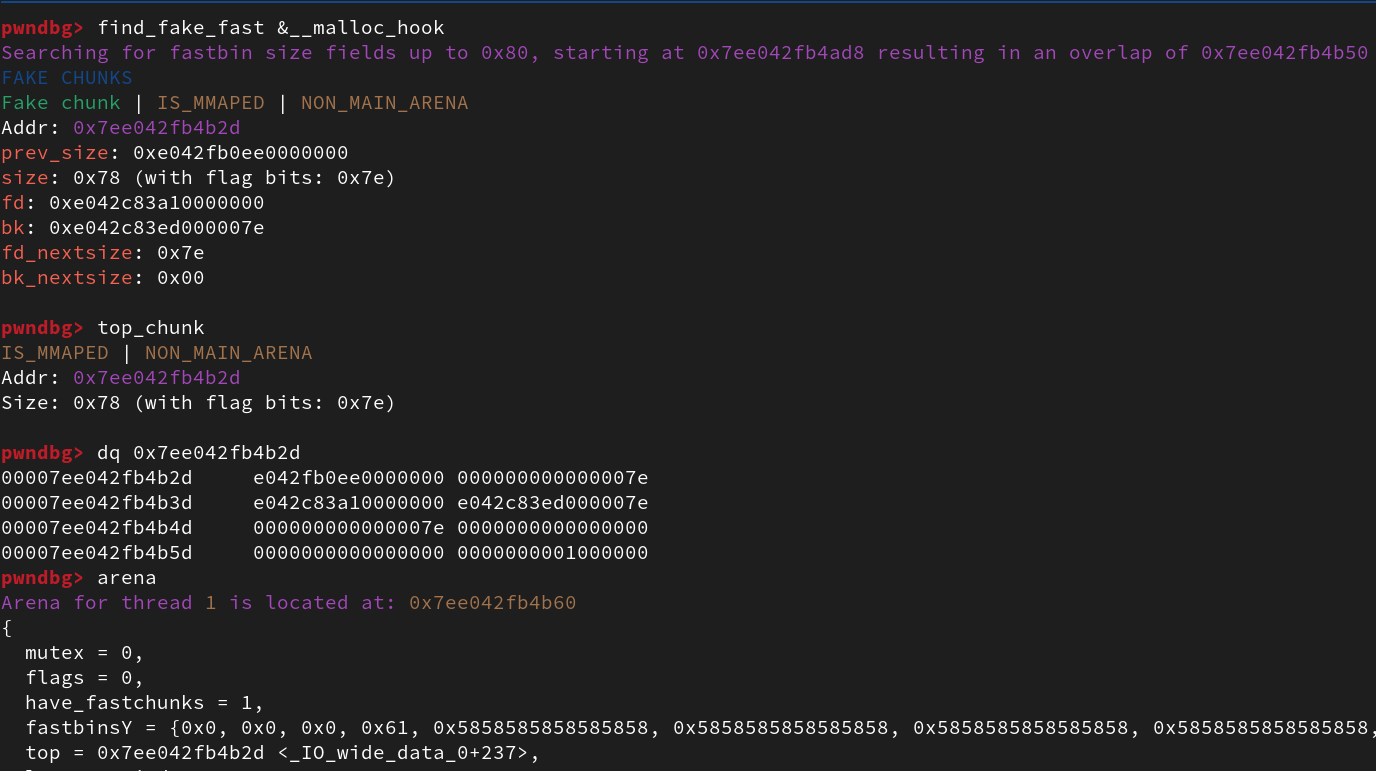 pwndbg> find_fake_fast &__malloc_hook
Searching for fastbin size fields up to 0x80, starting at 0x7ee042fb4ad8 resulting in an overlap of 0x7ee042fb4b50
FAKE CHUNKS
Fake chunk | IS_MMAPED | NON_MAIN_ARENA
Addr: 0x7ee042fb4b2d
prev_size: 0xe042fb0ee0000000
size: 0x78 (with flag bits: 0x7e)
fd: 0xe042c83a10000000
bk: 0xe042c83ed000007e
fd_nextsize: 0x7e
bk_nextsize: 0x00
pwndbg> top_chunk
IS_MMAPED | NON_MAIN_ARENA
Addr: 0x7ee042fb4b2d
Size: 0x78 (with flag bits: 0x7e)
pwndbg> dq 0x7ee042fb4b2d
00007ee042fb4b2d     e042fb0ee0000000 000000000000007e
00007ee042fb4b3d     e042c83a10000000 e042c83ed000007e
00007ee042fb4b4d     000000000000007e 0000000000000000
00007ee042fb4b5d     0000000000000000 0000000001000000
pwndbg> arena
Arena for thread 1 is located at: 0x7ee042fb4b60
{
  mutex = 0,
  flags = 0,
  have_fastchunks = 1,
  fastbinsY = {0x0, 0x0, 0x0, 0x61, 0x5858585858585858, 0x5858585858585858, 0x5858585858585858, 0x5858585858585858,
  top = 0x7ee042fb4b2d <_IO_wide_data_0+237>,